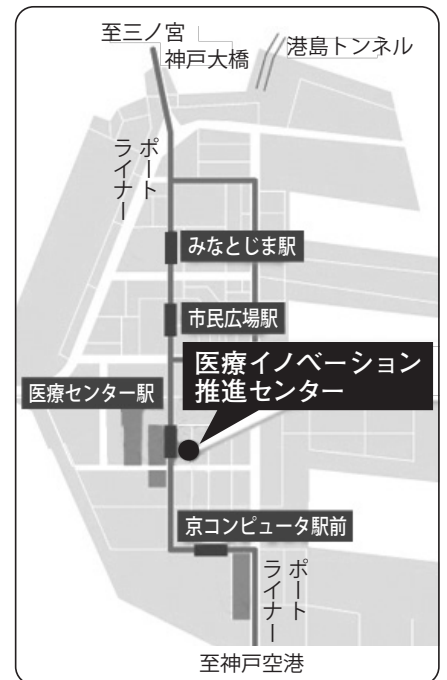 至三ノ宮
神戸大橋
港島トンネル
ポート
ライナー
みなとじま駅
市民広場駅
医療イノベーション
推進センター
医療センター駅
京コンピュータ駅前
ポート
ライナー
至神戸空港